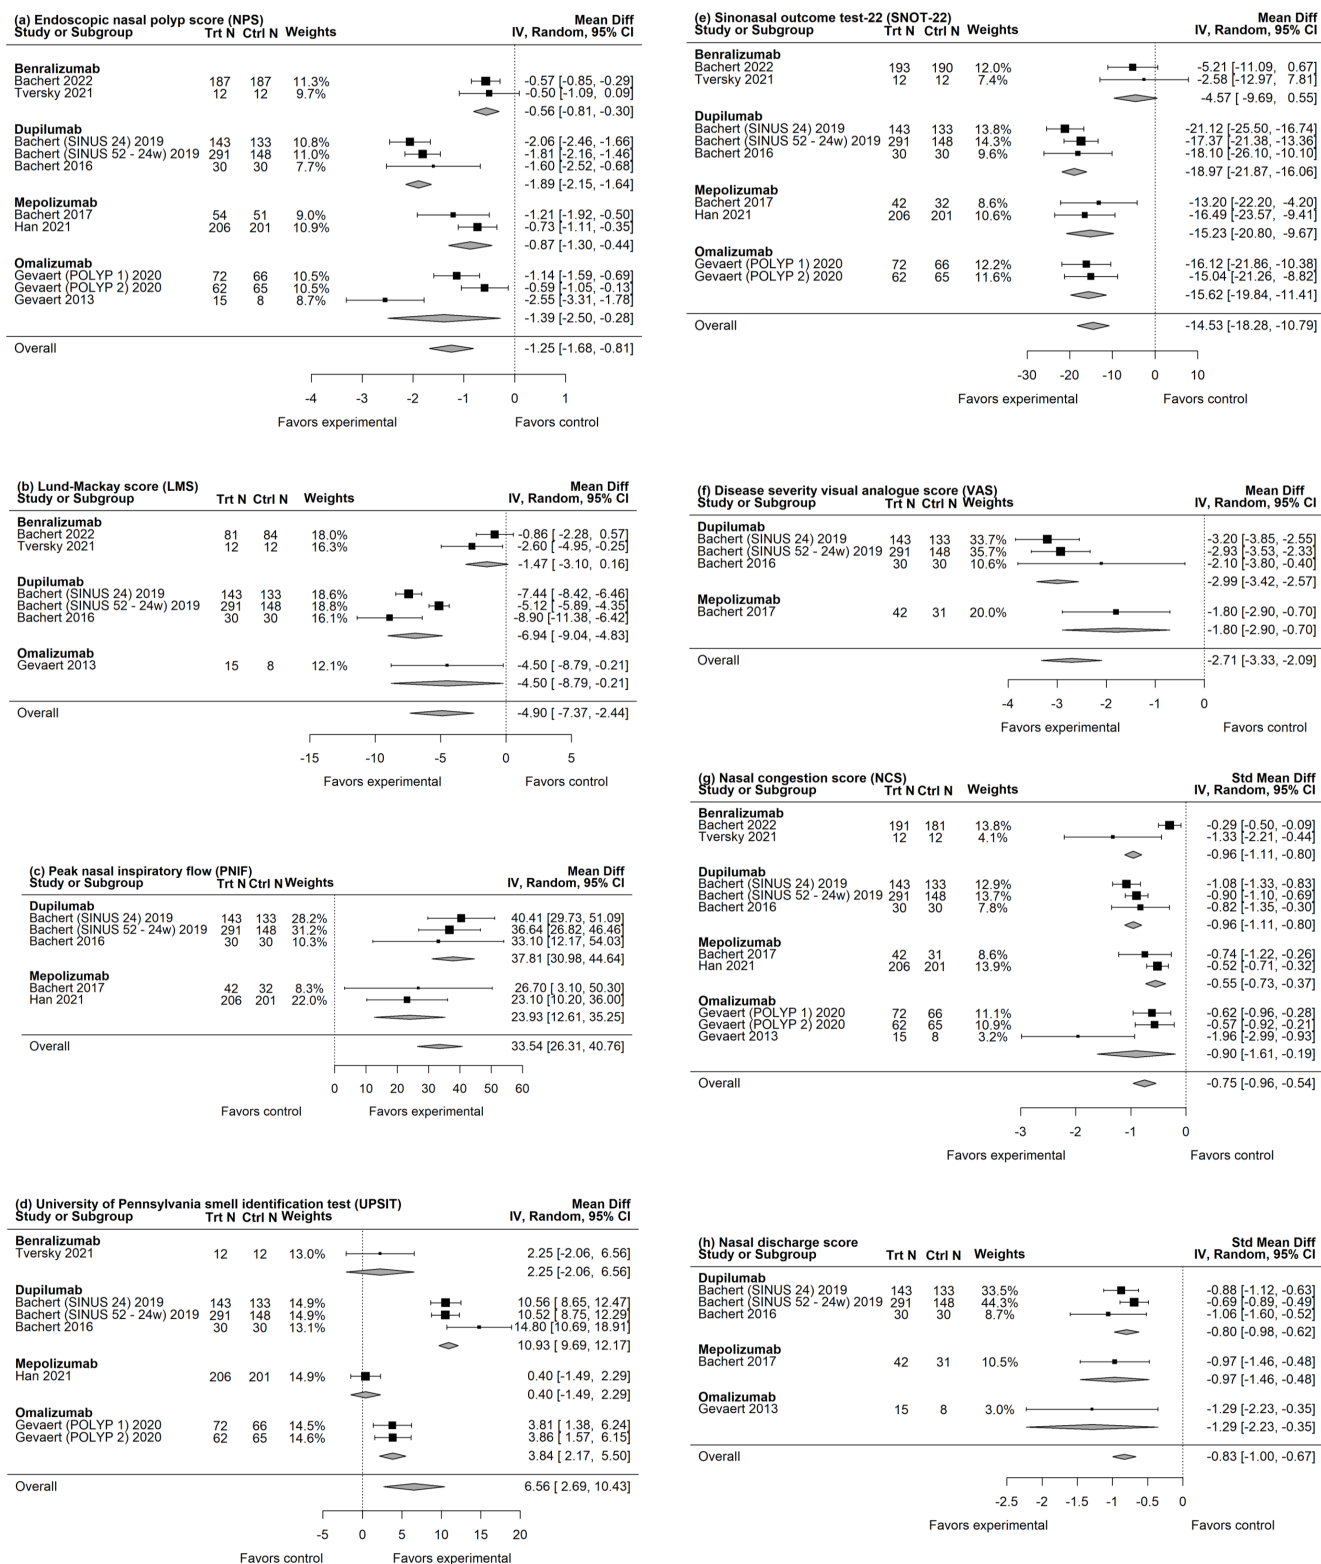 (a) Endoscopic nasal polyp score (NPS) Mean Diff
Study or Subgroup Trt N Ctrl N Weights IV, Random, 95% CI
Benralizumab
Bachert 2022 187 187 11.3% -0.57 [-0.85, -0.29]
Tversky 2021 12 12 9.7% -0.50 [-1.09, 0.09]
-0.56 [-0.81, -0.30]
Dupilumab
Bachert (SINUS 24) 2019 143 133 10.8% -2.06 [-2.46, -1.66]
Bachert (SINUS 52 - 24w) 2019 291 148 11.0% -1.81 [-2.16, -1.46]
Bachert 2016 30 30 7.7% -1.60 [-2.52, -0.68]
-1.89 [-2.15, -1.64]
Mepolizumab
Bachert 2017 54 51 9.0% -1.21 [-1.92, -0.50]
Han 2021 206 201 10.9% -0.73 [-1.11, -0.35]
-0.87 [-1.30, -0.44]
Omalizumab
Gevaert (POLYP 1) 2020 72 66 10.5% -1.14 [-1.59, -0.69]
Gevaert (POLYP 2) 2020 62 65 10.5% -0.59 [-1.05, -0.13]
Gevaert 2013 15 8 8.7% -2.55 [-3.31, -1.78]
-1.39 [-2.50, -0.28]
Overall -1.25 [-1.68, -0.81]
-4 -3 -2 -1 0 1
Favors experimental Favors control
(b) Lund-Mackay score (LMS) Mean Diff
Study or Subgroup Trt N Ctrl N Weights IV, Random, 95% CI
Benralizumab
Bachert 2022 81 84 18.0% -0.86 [ -2.28, 0.57]
Tversky 2021 12 12 16.3% -2.60 [ -4.95, -0.25]
-1.47 [ -3.10, 0.16]
Dupilumab
Bachert (SINUS 24) 2019 143 133 18.6% -7.44 [ -8.42, -6.46]
Bachert (SINUS 52 - 24w) 2019 291 148 18.8% -5.12 [ -5.89, -4.35]
Bachert 2016 30 30 16.1% -8.90 [-11.38, -6.42]
-6.94 [ -9.04, -4.83]
Omalizumab
Gevaert 2013 15 8 12.1% -4.50 [ -8.79, -0.21]
-4.50 [ -8.79, -0.21]
Overall -4.90 [ -7.37, -2.44]
-15 -10 -5 0 5
Favors experimental Favors control
(c) Peak nasal inspiratory flow (PNIF) Mean Diff
Study or Subgroup Trt N Ctrl N Weights IV, Random, 95% CI
Dupilumab
Bachert (SINUS 24) 2019 143 133 28.2% 40.41 [29.73, 51.09]
Bachert (SINUS 52 - 24w) 2019 291 148 31.2% 36.64 [26.82, 46.46]
Bachert 2016 30 30 10.3% 33.10 [12.17, 54.03]
37.81 [30.98, 44.64]
Mepolizumab
Bachert 2017 42 32 8.3% 26.70 [ 3.10, 50.30]
Han 2021 206 201 22.0% 23.10 [10.20, 36.00]
23.93 [12.61, 35.25]
Overall 33.54 [26.31, 40.76]
0 10 20 30 40 50 60
Favors control Favors experimental
(d) University of Pennsylvania smell identification test (UPSIT) Mean Diff
Study or Subgroup Trt N Ctrl N Weights IV, Random, 95% CI
Benralizumab
Tversky 2021 12 12 13.0% 2.25 [-2.06, 6.56]
2.25 [-2.06, 6.56]
Dupilumab
Bachert (SINUS 24) 2019 143 133 14.9% 10.56 [ 8.65, 12.47]
Bachert (SINUS 52 - 24w) 2019 291 148 14.9% 10.52 [ 8.75, 12.29]
Bachert 2016 30 30 13.1% 14.80 [10.69, 18.91]
10.93 [ 9.69, 12.17]
Mepolizumab
Han 2021 206 201 14.9% 0.40 [-1.49, 2.29]
0.40 [-1.49, 2.29]
Omalizumab
Gevaert (POLYP 1) 2020 72 66 14.5% 3.81 [ 1.38, 6.24]
Gevaert (POLYP 2) 2020 62 65 14.6% 3.86 [ 1.57, 6.15]
3.84 [ 2.17, 5.50]
Overall 6.56 [ 2.69, 10.43]
-5 0 5 10 15 20
Favors control Favors experimental
(e) Sinonasal outcome test-22 (SNOT-22) Mean Diff
Study or Subgroup Trt N Ctrl N Weights IV, Random, 95% CI
Benralizumab
Bachert 2022 193 190 12.0% -5.21 [-11.09, 0.67]
Tversky 2021 12 12 7.4% -2.58 [-12.97, 7.81]
-4.57 [ -9.69, 0.55]
Dupilumab
Bachert (SINUS 24) 2019 143 133 13.8% -21.12 [-25.50, -16.74]
Bachert (SINUS 52 - 24w) 2019 291 148 14.3% -17.37 [-21.38, -13.36]
Bachert 2016 30 30 9.6% -18.10 [-26.10, -10.10]
-18.97 [-21.87, -16.06]
Mepolizumab
Bachert 2017 42 32 8.6% -13.20 [-22.20, -4.20]
Han 2021 206 201 10.6% -16.49 [-23.57, -9.41]
-15.23 [-20.80, -9.67]
Omalizumab
Gevaert (POLYP 1) 2020 72 66 12.2% -16.12 [-21.86, -10.38]
Gevaert (POLYP 2) 2020 62 65 11.6% -15.04 [-21.26, -8.82]
-15.62 [-19.84, -11.41]
Overall -14.53 [-18.28, -10.79]
-30 -20 -10 0 10
Favors experimental Favors control
(f) Disease severity visual analogue score (VAS) Mean Diff
Study or Subgroup Trt N Ctrl N Weights IV, Random, 95% CI
Dupilumab
Bachert (SINUS 24) 2019 143 133 33.7% -3.20 [-3.85, -2.55]
Bachert (SINUS 52 - 24w) 2019 291 148 35.7% -2.93 [-3.53, -2.33]
Bachert 2016 30 30 10.6% -2.10 [-3.80, -0.40]
-2.99 [-3.42, -2.57]
Mepolizumab
Bachert 2017 42 31 20.0% -1.80 [-2.90, -0.70]
-1.80 [-2.90, -0.70]
Overall -2.71 [-3.33, -2.09]
-4 -3 -2 -1 0
Favors experimental Favors control
(g) Nasal congestion score (NCS) Std Mean Diff
Study or Subgroup Trt N Ctrl N Weights IV, Random, 95% CI
Benralizumab
Bachert 2022 191 181 13.8% -0.29 [-0.50, -0.09]
Tversky 2021 12 12 4.1% -1.33 [-2.21, -0.44]
-0.96 [-1.11, -0.80]
Dupilumab
Bachert (SINUS 24) 2019 143 133 12.9% -1.08 [-1.33, -0.83]
Bachert (SINUS 52 - 24w) 2019 291 148 13.7% -0.90 [-1.10, -0.69]
Bachert 2016 30 30 7.8% -0.82 [-1.35, -0.30]
-0.96 [-1.11, -0.80]
Mepolizumab
Bachert 2017 42 31 8.6% -0.74 [-1.22, -0.26]
Han 2021 206 201 13.9% -0.52 [-0.71, -0.32]
-0.55 [-0.73, -0.37]
Omalizumab
Gevaert (POLYP 1) 2020 72 66 11.1% -0.62 [-0.96, -0.28]
Gevaert (POLYP 2) 2020 62 65 10.9% -0.57 [-0.92, -0.21]
Gevaert 2013 15 8 3.2% -1.96 [-2.99, -0.93]
-0.90 [-1.61, -0.19]
Overall -0.75 [-0.96, -0.54]
-3 -2 -1 0
Favors experimental Favors control
(h) Nasal discharge score Std Mean Diff
Study or Subgroup Trt N Ctrl N Weights IV, Random, 95% CI
Dupilumab
Bachert (SINUS 24) 2019 143 133 33.5% -0.88 [-1.12, -0.63]
Bachert (SINUS 52 - 24w) 2019 291 148 44.3% -0.69 [-0.89, -0.49]
Bachert 2016 30 30 8.7% -1.06 [-1.60, -0.52]
-0.80 [-0.98, -0.62]
Mepolizumab
Bachert 2017 42 31 10.5% -0.97 [-1.46, -0.48]
-0.97 [-1.46, -0.48]
Omalizumab
Gevaert 2013 15 8 3.0% -1.29 [-2.23, -0.35]
-1.29 [-2.23, -0.35]
Overall -0.83 [-1.00, -0.67]
-2.5 -2 -1.5 -1 -0.5 0
Favors experimental Favors control